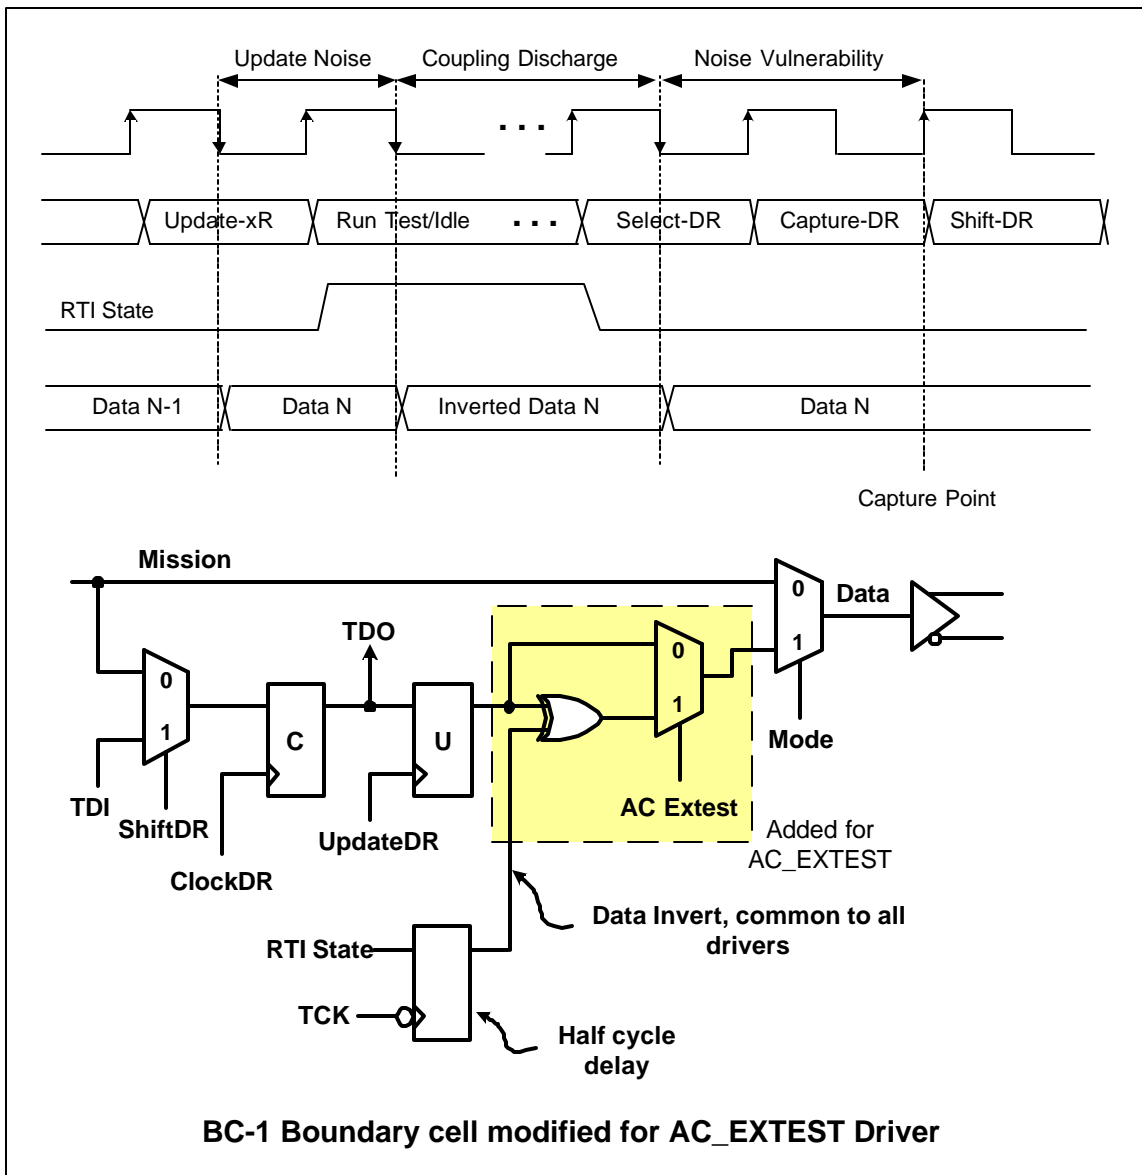 Update Noise Coupling Discharge Noise Vulnerability
. . .
Update-xR Run Test/Idle . . . Select-DR Capture-DR Shift-DR
RTI State
Data N-1 Data N Inverted Data N Data N
Capture Point
Mission
0
Data
TDO
0
1
0
1
C
U
1
Mode
TDI
AC Extest
ShiftDR
UpdateDR
Added for
AC_EXTEST
ClockDR
Data Invert, common to all
drivers
RTI State
TCK
Half cycle
delay
BC-1 Boundary cell modified for AC_EXTEST Driver